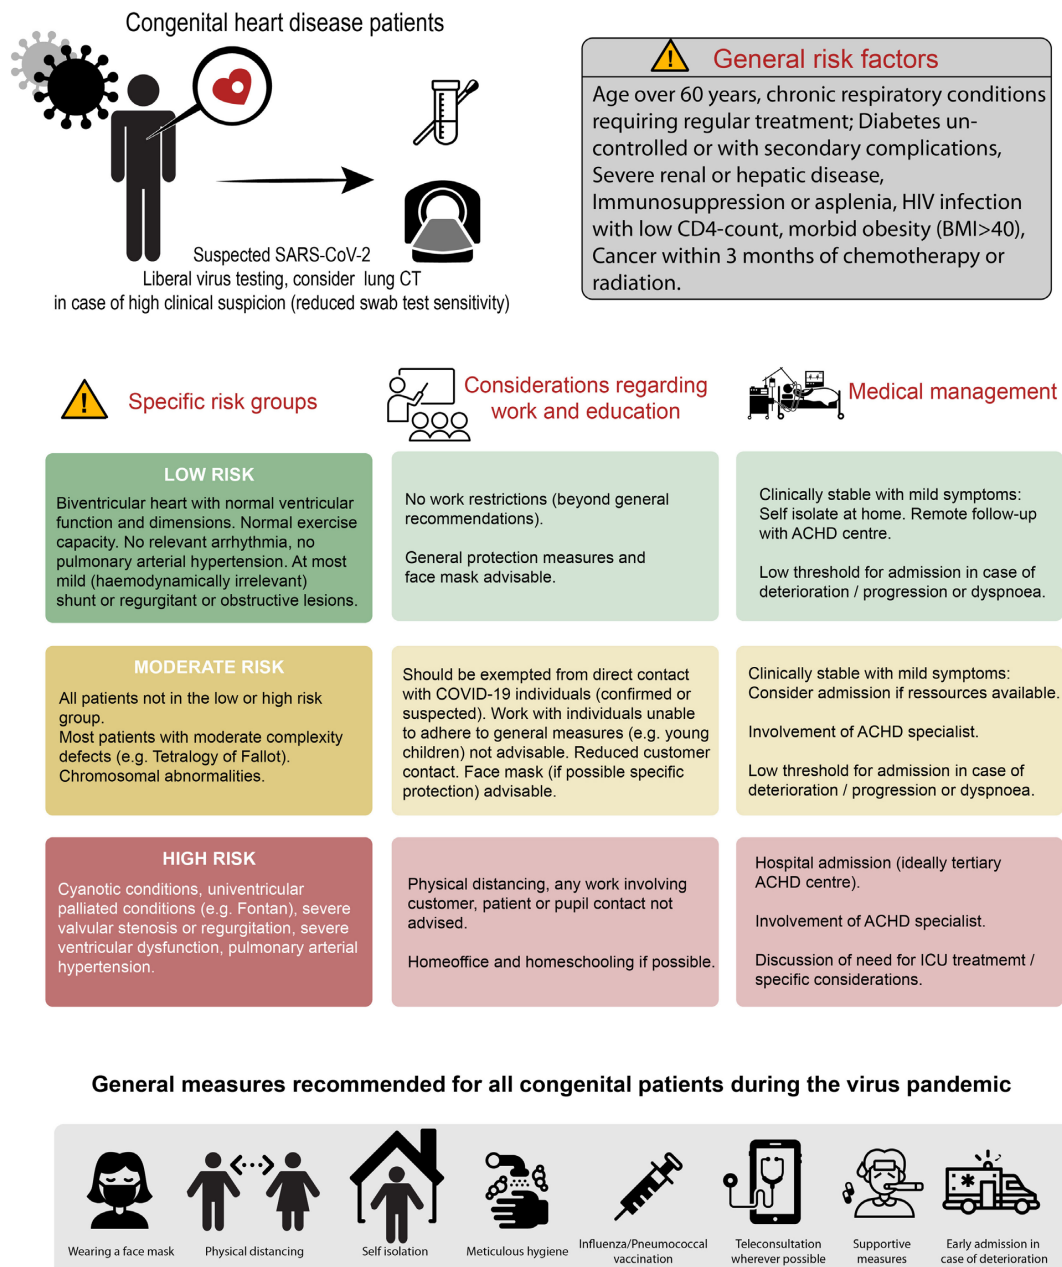 Congenital heart disease patients
Suspected SARS-CoV-2
Liberal virus testing, consider lung CT
in case of high clinical suspicion (reduced swab test sensitivity)
General risk factors
Age over 60 years, chronic respiratory conditions
requiring regular treatment; Diabetes un-
controlled or with secondary complications,
Severe renal or hepatic disease,
Immunosuppression or asplenia, HIV infection
with low CD4-count, morbid obesity (BMI>40),
Cancer within 3 months of chemotherapy or
radiation.
Specific risk groups
Considerations regarding
work and education
Medical management
LOW RISK
Biventricular heart with normal ventricular
function and dimensions. Normal exercise
capacity. No relevant arrhythmia, no
pulmonary arterial hypertension. At most
mild (haemodynamically irrelevant)
shunt or regurgitant or obstructive lesions.
No work restrictions (beyond general
recommendations).
General protection measures and
face mask advisable.
Clinically stable with mild symptoms:
Self isolate at home. Remote follow-up
with ACHD centre.
Low threshold for admission in case of
deterioration / progression or dyspnoea.
MODERATE RISK
All patients not in the low or high risk
group.
Most patients with moderate complexity
defects (e.g. Tetralogy of Fallot).
Chromosomal abnormalities.
Should be exempted from direct contact
with COVID-19 individuals (confirmed or
suspected). Work with individuals unable
to adhere to general measures (e.g. young
children) not advisable. Reduced customer
contact. Face mask (if possible specific
protection) advisable.
Clinically stable with mild symptoms:
Consider admission if ressources available.
Involvement of ACHD specialist.
Low threshold for admission in case of
deterioration / progression or dyspnoea.
HIGH RISK
Cyanotic conditions, univentricular
palliated conditions (e.g. Fontan), severe
valvular stenosis or regurgitation, severe
ventricular dysfunction, pulmonary arterial
hypertension.
Physical distancing, any work involving
customer, patient or pupil contact not
advised.
Homeoffice and homeschooling if possible.
Hospital admission (ideally tertiary
ACHD centre).
Involvement of ACHD specialist.
Discussion of need for ICU treatmemt /
specific considerations.
General measures recommended for all congenital patients during the virus pandemic
Wearing a face mask
Physical distancing
Self isolation
Meticulous hygiene
Influenza/Pneumococcal
vaccination
Teleconsultation
wherever possible
Supportive
measures
Early admission in
case of deterioration